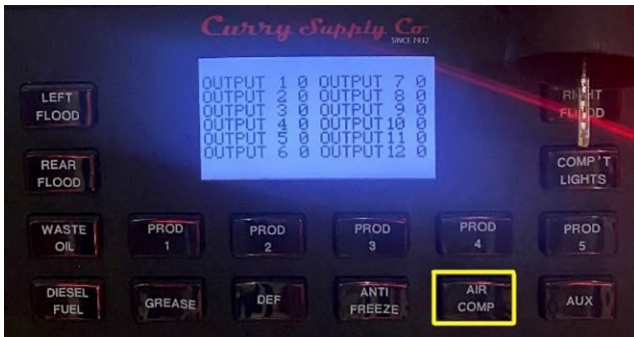 Curry Supply Co
SINCE 1932
OUTPUT 1 0 OUTPUT 7 0
OUTPUT 2 0 OUTPUT 8 0
OUTPUT 3 0 OUTPUT 9 0
OUTPUT 4 0 OUTPUT10 0
OUTPUT 5 0 OUTPUT11 0
OUTPUT 6 0 OUTPUT12 0
LEFT
FLOOD
REAR
FLOOD
COMP'T
LIGHTS
WASTE
OIL
PROD
1
PROD
2
PROD
3
PROD
4
PROD
5
DIESEL
FUEL
GREASE
DEF
ANTI
FREEZE
AIR
COMP
AUX